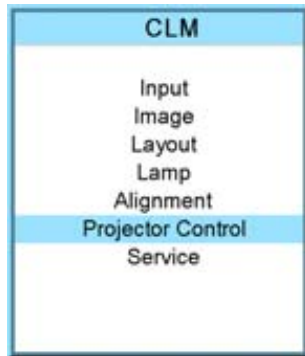 CLM
Input
Image
Layout
Lamp
Alignment
Projector Control
Service